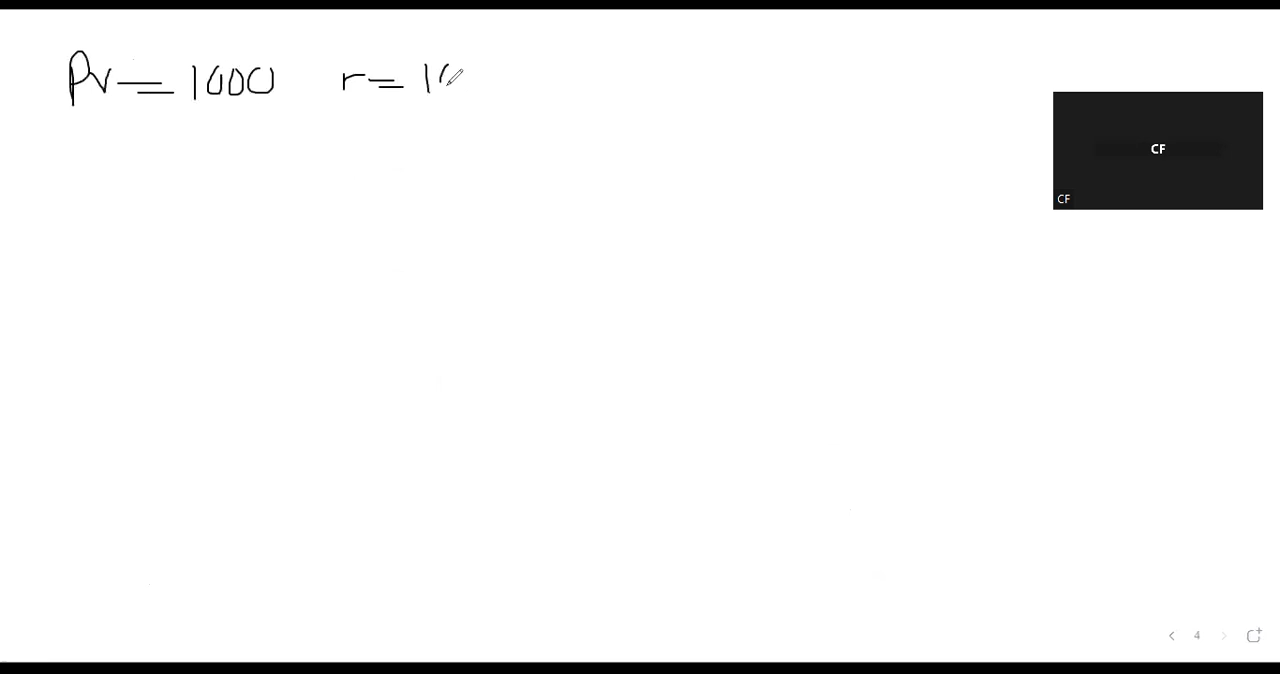 Pv = 1000 r = 1
CF
CF
4